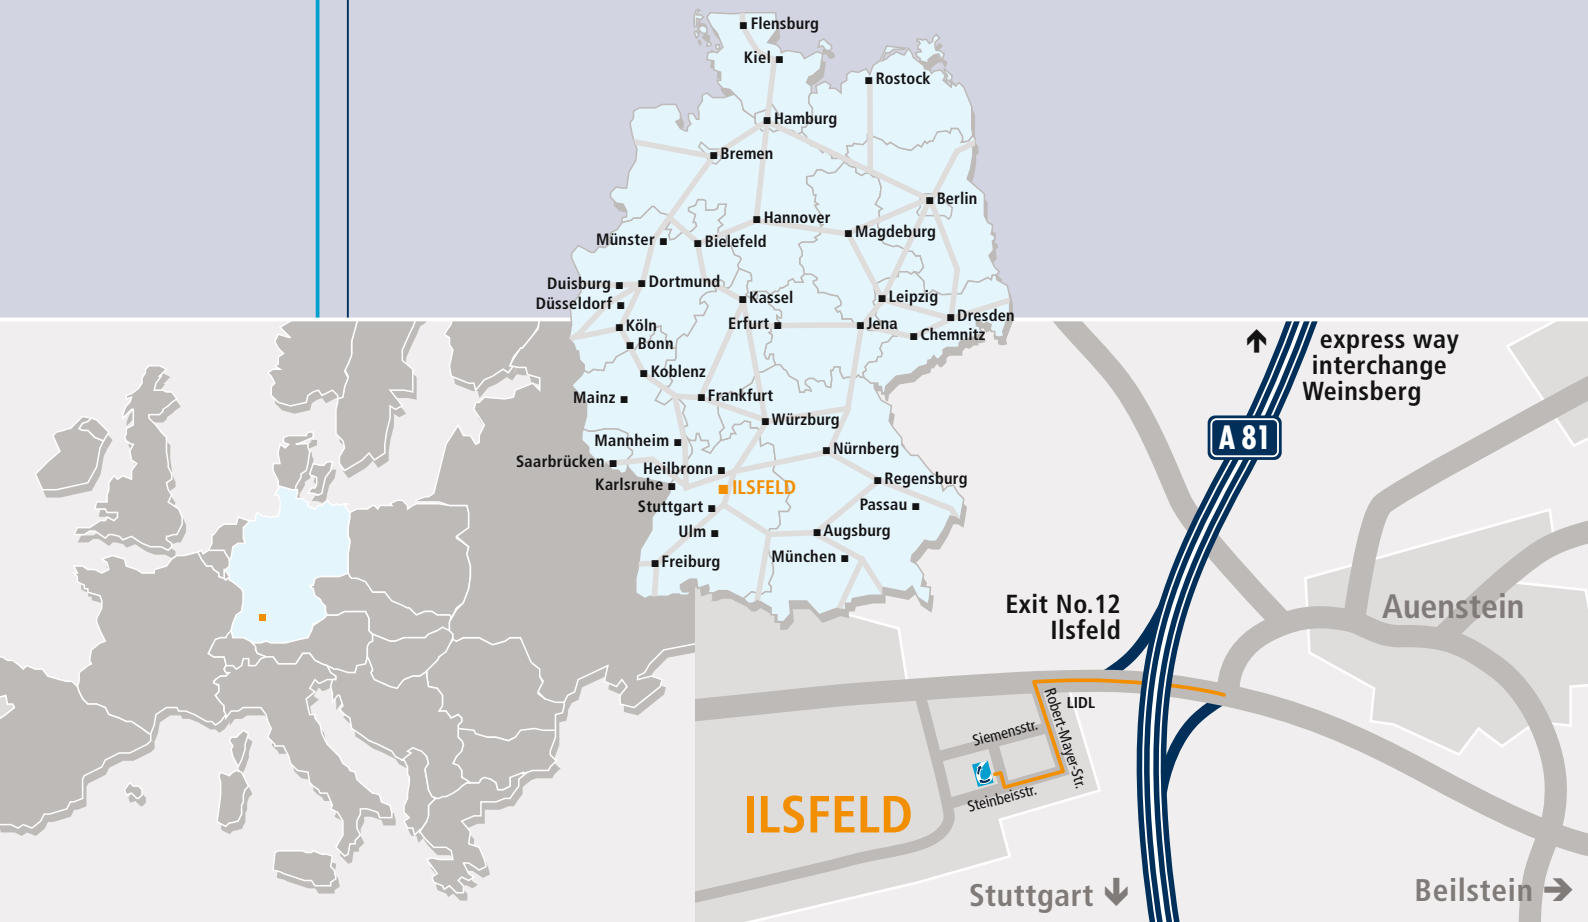 Flensburg
Kiel
Rostock
Hamburg
Bremen
Berlin
Hannover
Magdeburg
Münster
Bielefeld
Duisburg
Dortmund
Düsseldorf
Kassel
Leipzig
Köln
Erfurt
Jena
Dresden
Chemnitz
Bonn
Koblenz
Mainz
Frankfurt
Würzburg
Mannheim
Nürnberg
Saarbrücken
Heilbronn
Karlsruhe
ILSFELD
Regensburg
Stuttgart
Passau
Ulm
Augsburg
Freiburg
München
express way
interchange
Weinsberg
A 81
Exit No.12
Ilsfeld
Auenstein
LIDL
Robert-Mayer-Str.
Siemensstr.
Steinbeisstr.
ILSFELD
Stuttgart
Beilstein